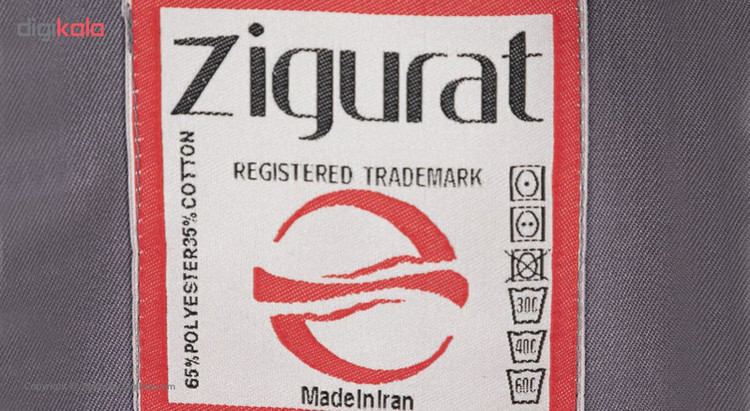 digikala
zigurat
REGISTERED TRADEMARK
65% POLYESTER35% COTTON
30C
40C
60C
MadeInIran